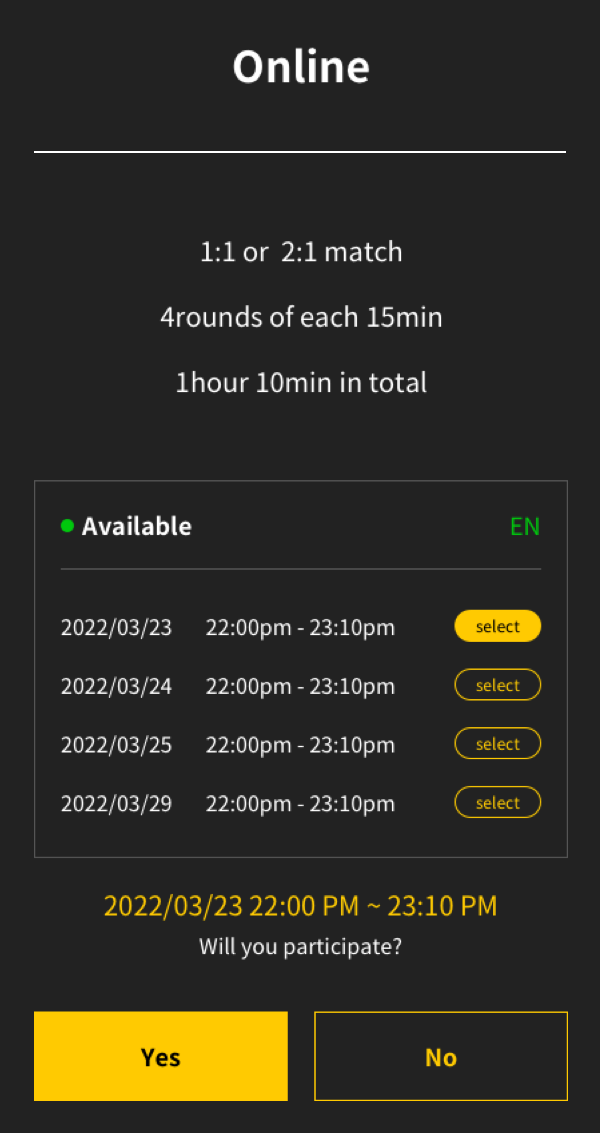 Online
1:1 or  2:1 match
4rounds of each 15min
1hour 10min in total
Available EN
2022/03/23 22:00pm - 23:10pm select
2022/03/24 22:00pm - 23:10pm select
2022/03/25 22:00pm - 23:10pm select
2022/03/29 22:00pm - 23:10pm select
2022/03/23 22:00 PM ~ 23:10 PM
Will you participate?
Yes No